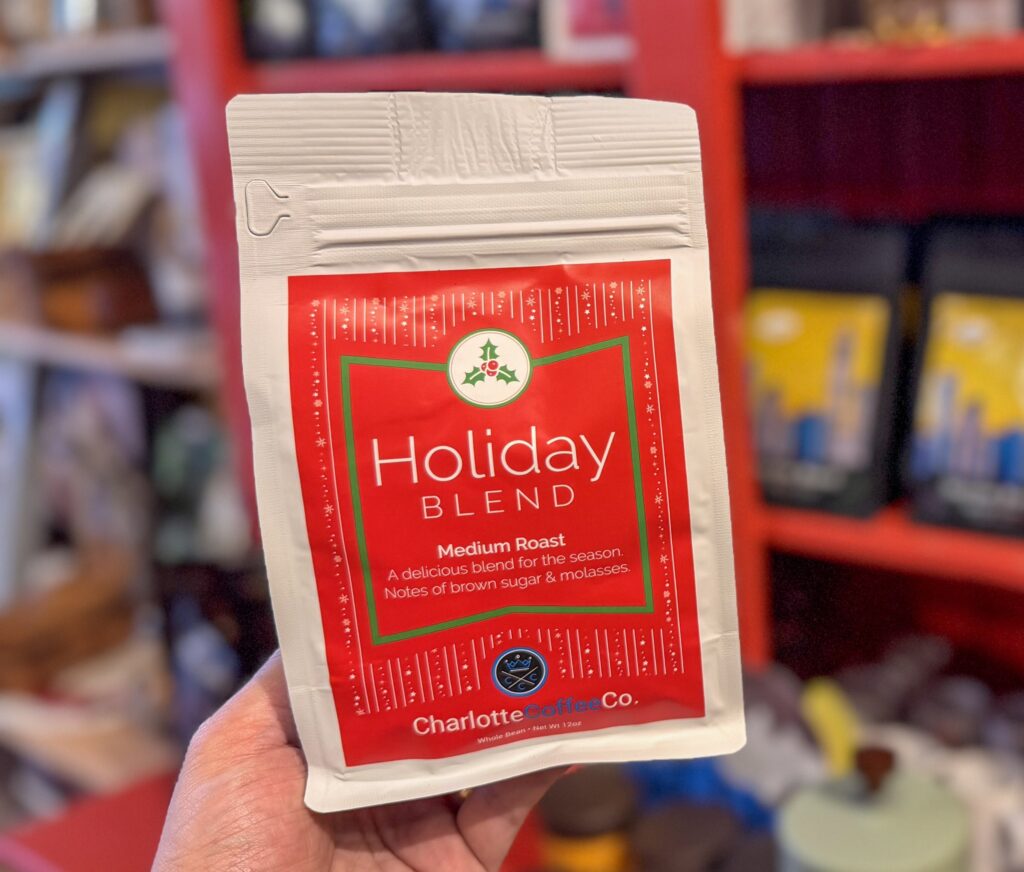 Holiday
BLEND
Medium Roast
A delicious blend for the season.
Notes of brown sugar & molasses.
C C C
CharlotteCoffeeCo.
Whole Bean • Net Wt 12oz